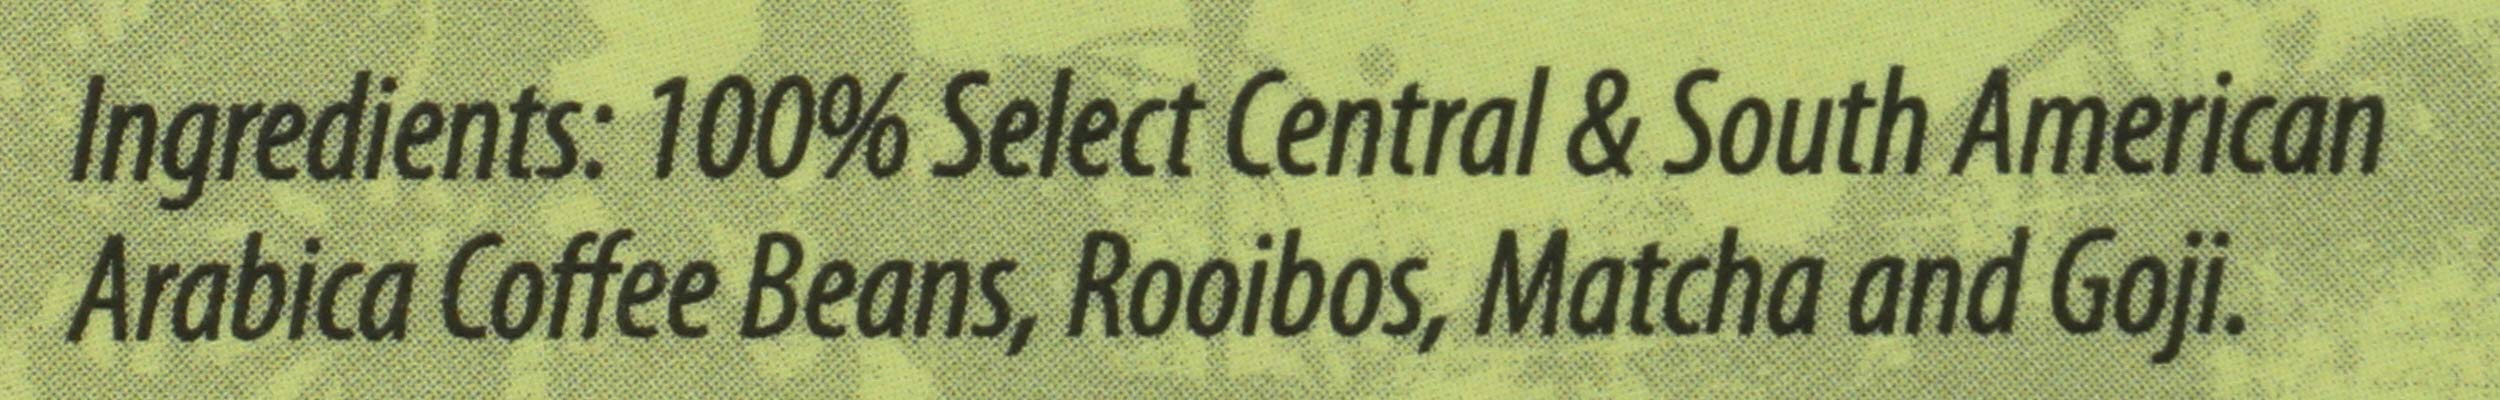 Ingredients: 100% Select Central & South American
Arabica Coffee Beans, Rooibos, Matcha and Goji.